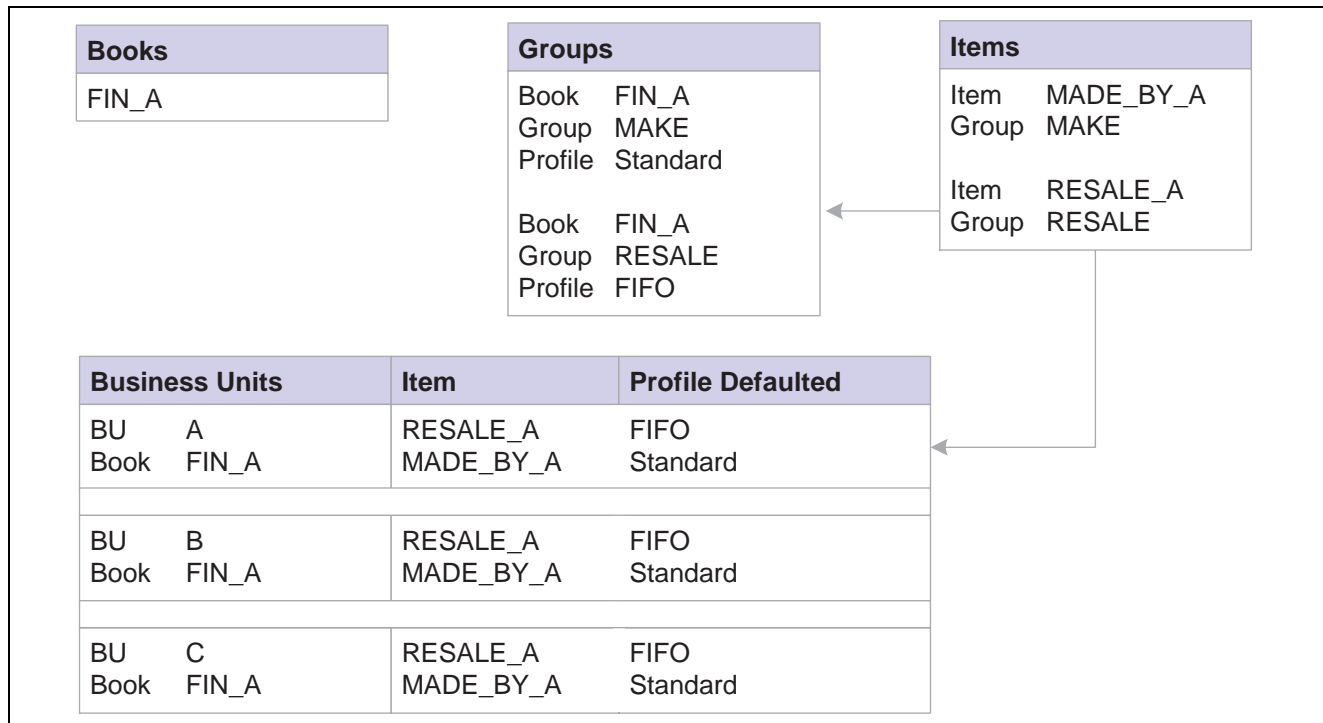 Books
FIN_A
Groups
Book FIN_A
Group MAKE
Profile Standard
Book FIN_A
Group RESALE
Profile FIFO
Items
Item MADE_BY_A
Group MAKE
Item RESALE_A
Group RESALE
Business Units Item Profile Defaulted
BU A RESALE_A FIFO
Book FIN_A MADE_BY_A Standard
BU B RESALE_A FIFO
Book FIN_A MADE_BY_A Standard
BU C RESALE_A FIFO
Book FIN_A MADE_BY_A Standard